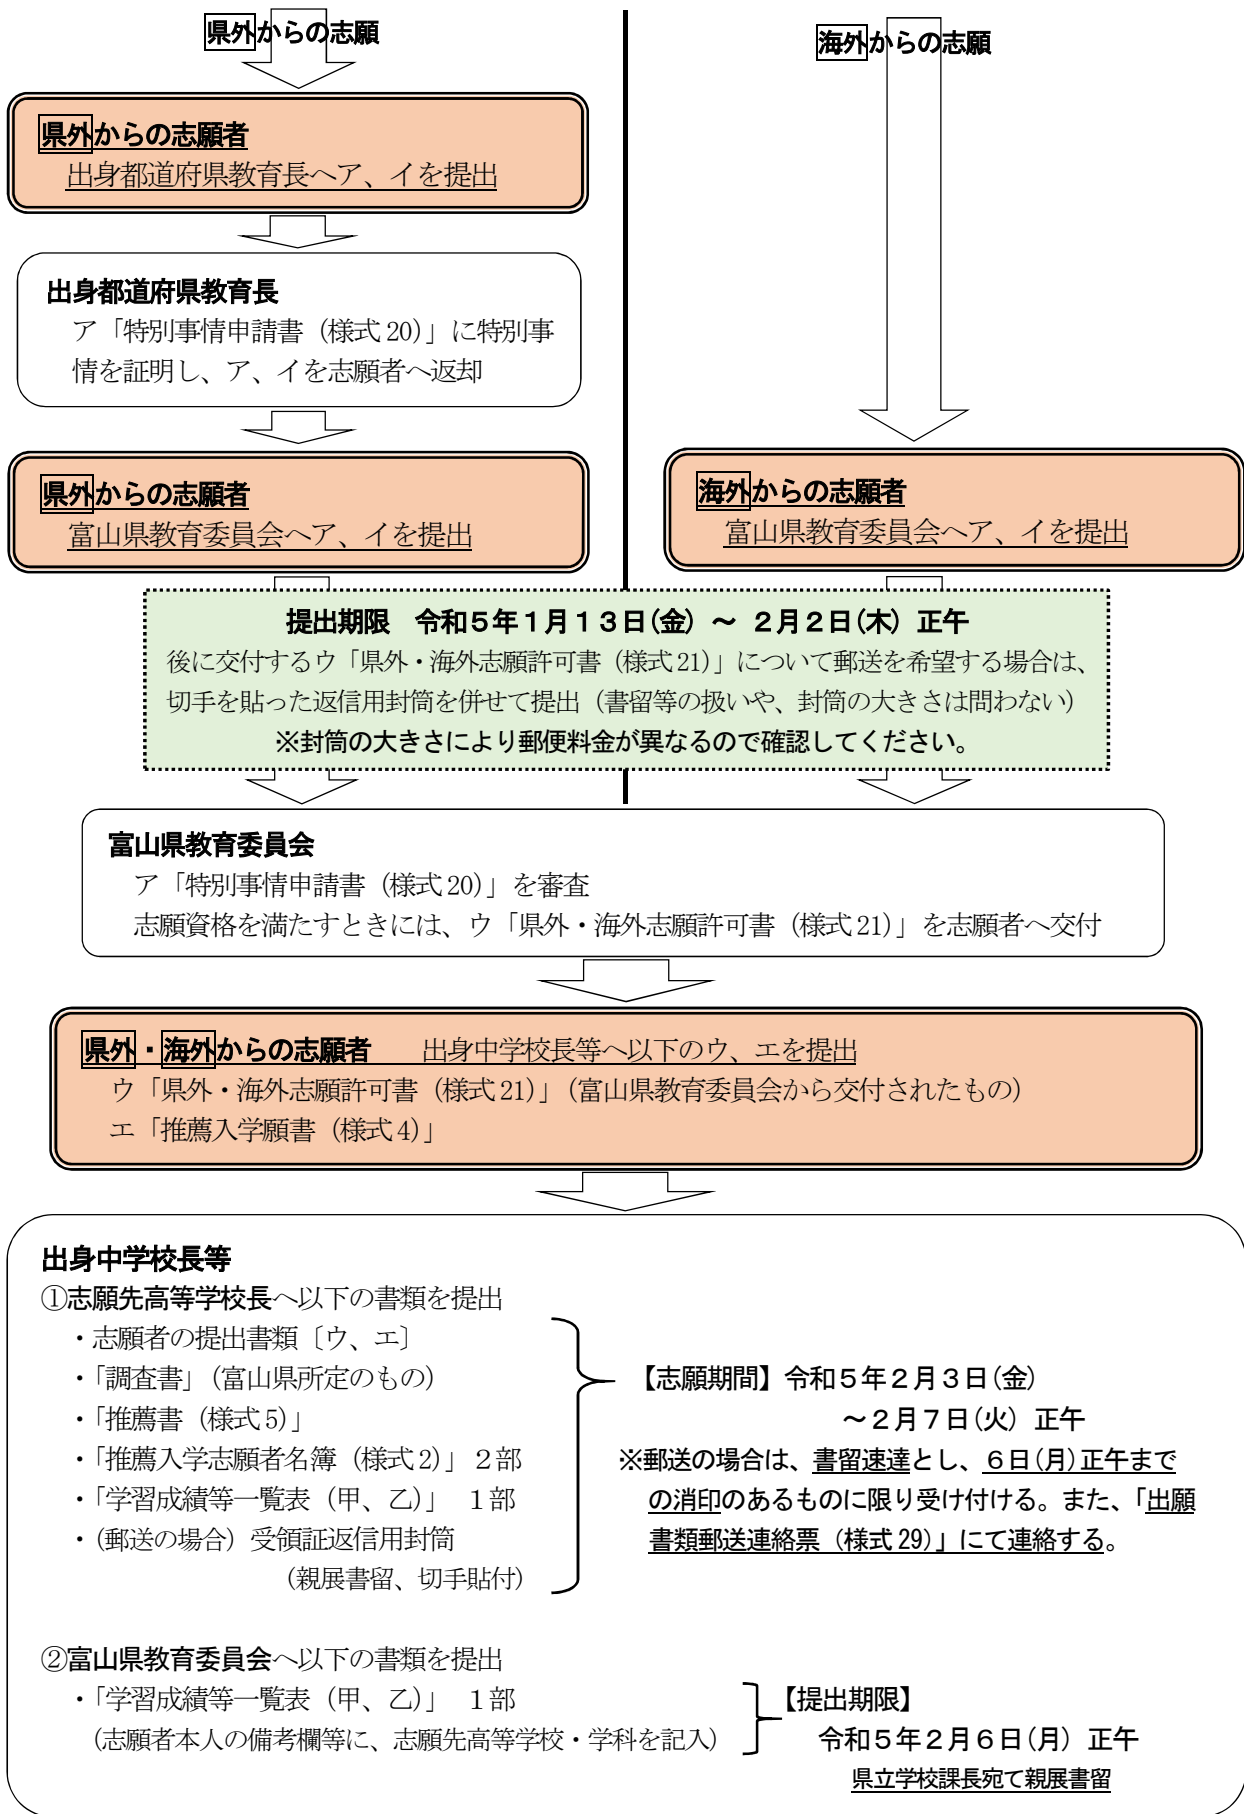 県外からの志願
海外からの志願
県外からの志願者
出身都道府県教育長へア、イを提出
出身都道府県教育長
ア「特別事情申請書（様式20）」に特別事
情を証明し、ア、イを志願者へ返却
県外からの志願者
富山県教育委員会へア、イを提出
海外からの志願者
富山県教育委員会へア、イを提出
提出期限　令和５年１月１３日(金) ～ ２月２日(木) 正午
後に交付するウ「県外・海外志願許可書（様式21）」について郵送を希望する場合は、
切手を貼った返信用封筒を併せて提出（書留等の扱いや、封筒の大きさは問わない）
※封筒の大きさにより郵便料金が異なるので確認してください。
富山県教育委員会
ア「特別事情申請書（様式20）」を審査
志願資格を満たすときには、ウ「県外・海外志願許可書（様式21）」を志願者へ交付
県外・海外からの志願者　　出身中学校長等へ以下のウ、エを提出
ウ「県外・海外志願許可書（様式21）」（富山県教育委員会から交付されたもの）
エ「推薦入学願書（様式4）」
出身中学校長等
①志願先高等学校長へ以下の書類を提出
・志願者の提出書類〔ウ、エ〕
・「調査書」（富山県所定のもの）
・「推薦書（様式5）」
・「推薦入学志願者名簿（様式2）」２部
・「学習成績等一覧表（甲、乙）」　１部
・（郵送の場合）受領証返信用封筒
（親展書留、切手貼付）
【志願期間】令和５年２月３日(金)
～２月７日(火) 正午
※郵送の場合は、書留速達とし、６日(月)正午まで
の消印のあるものに限り受け付ける。また、「出願
書類郵送連絡票（様式29）」にて連絡する。
②富山県教育委員会へ以下の書類を提出
・「学習成績等一覧表（甲、乙）」　１部
（志願者本人の備考欄等に、志願先高等学校・学科を記入）
【提出期限】
令和５年２月６日(月) 正午
県立学校課長宛て親展書留